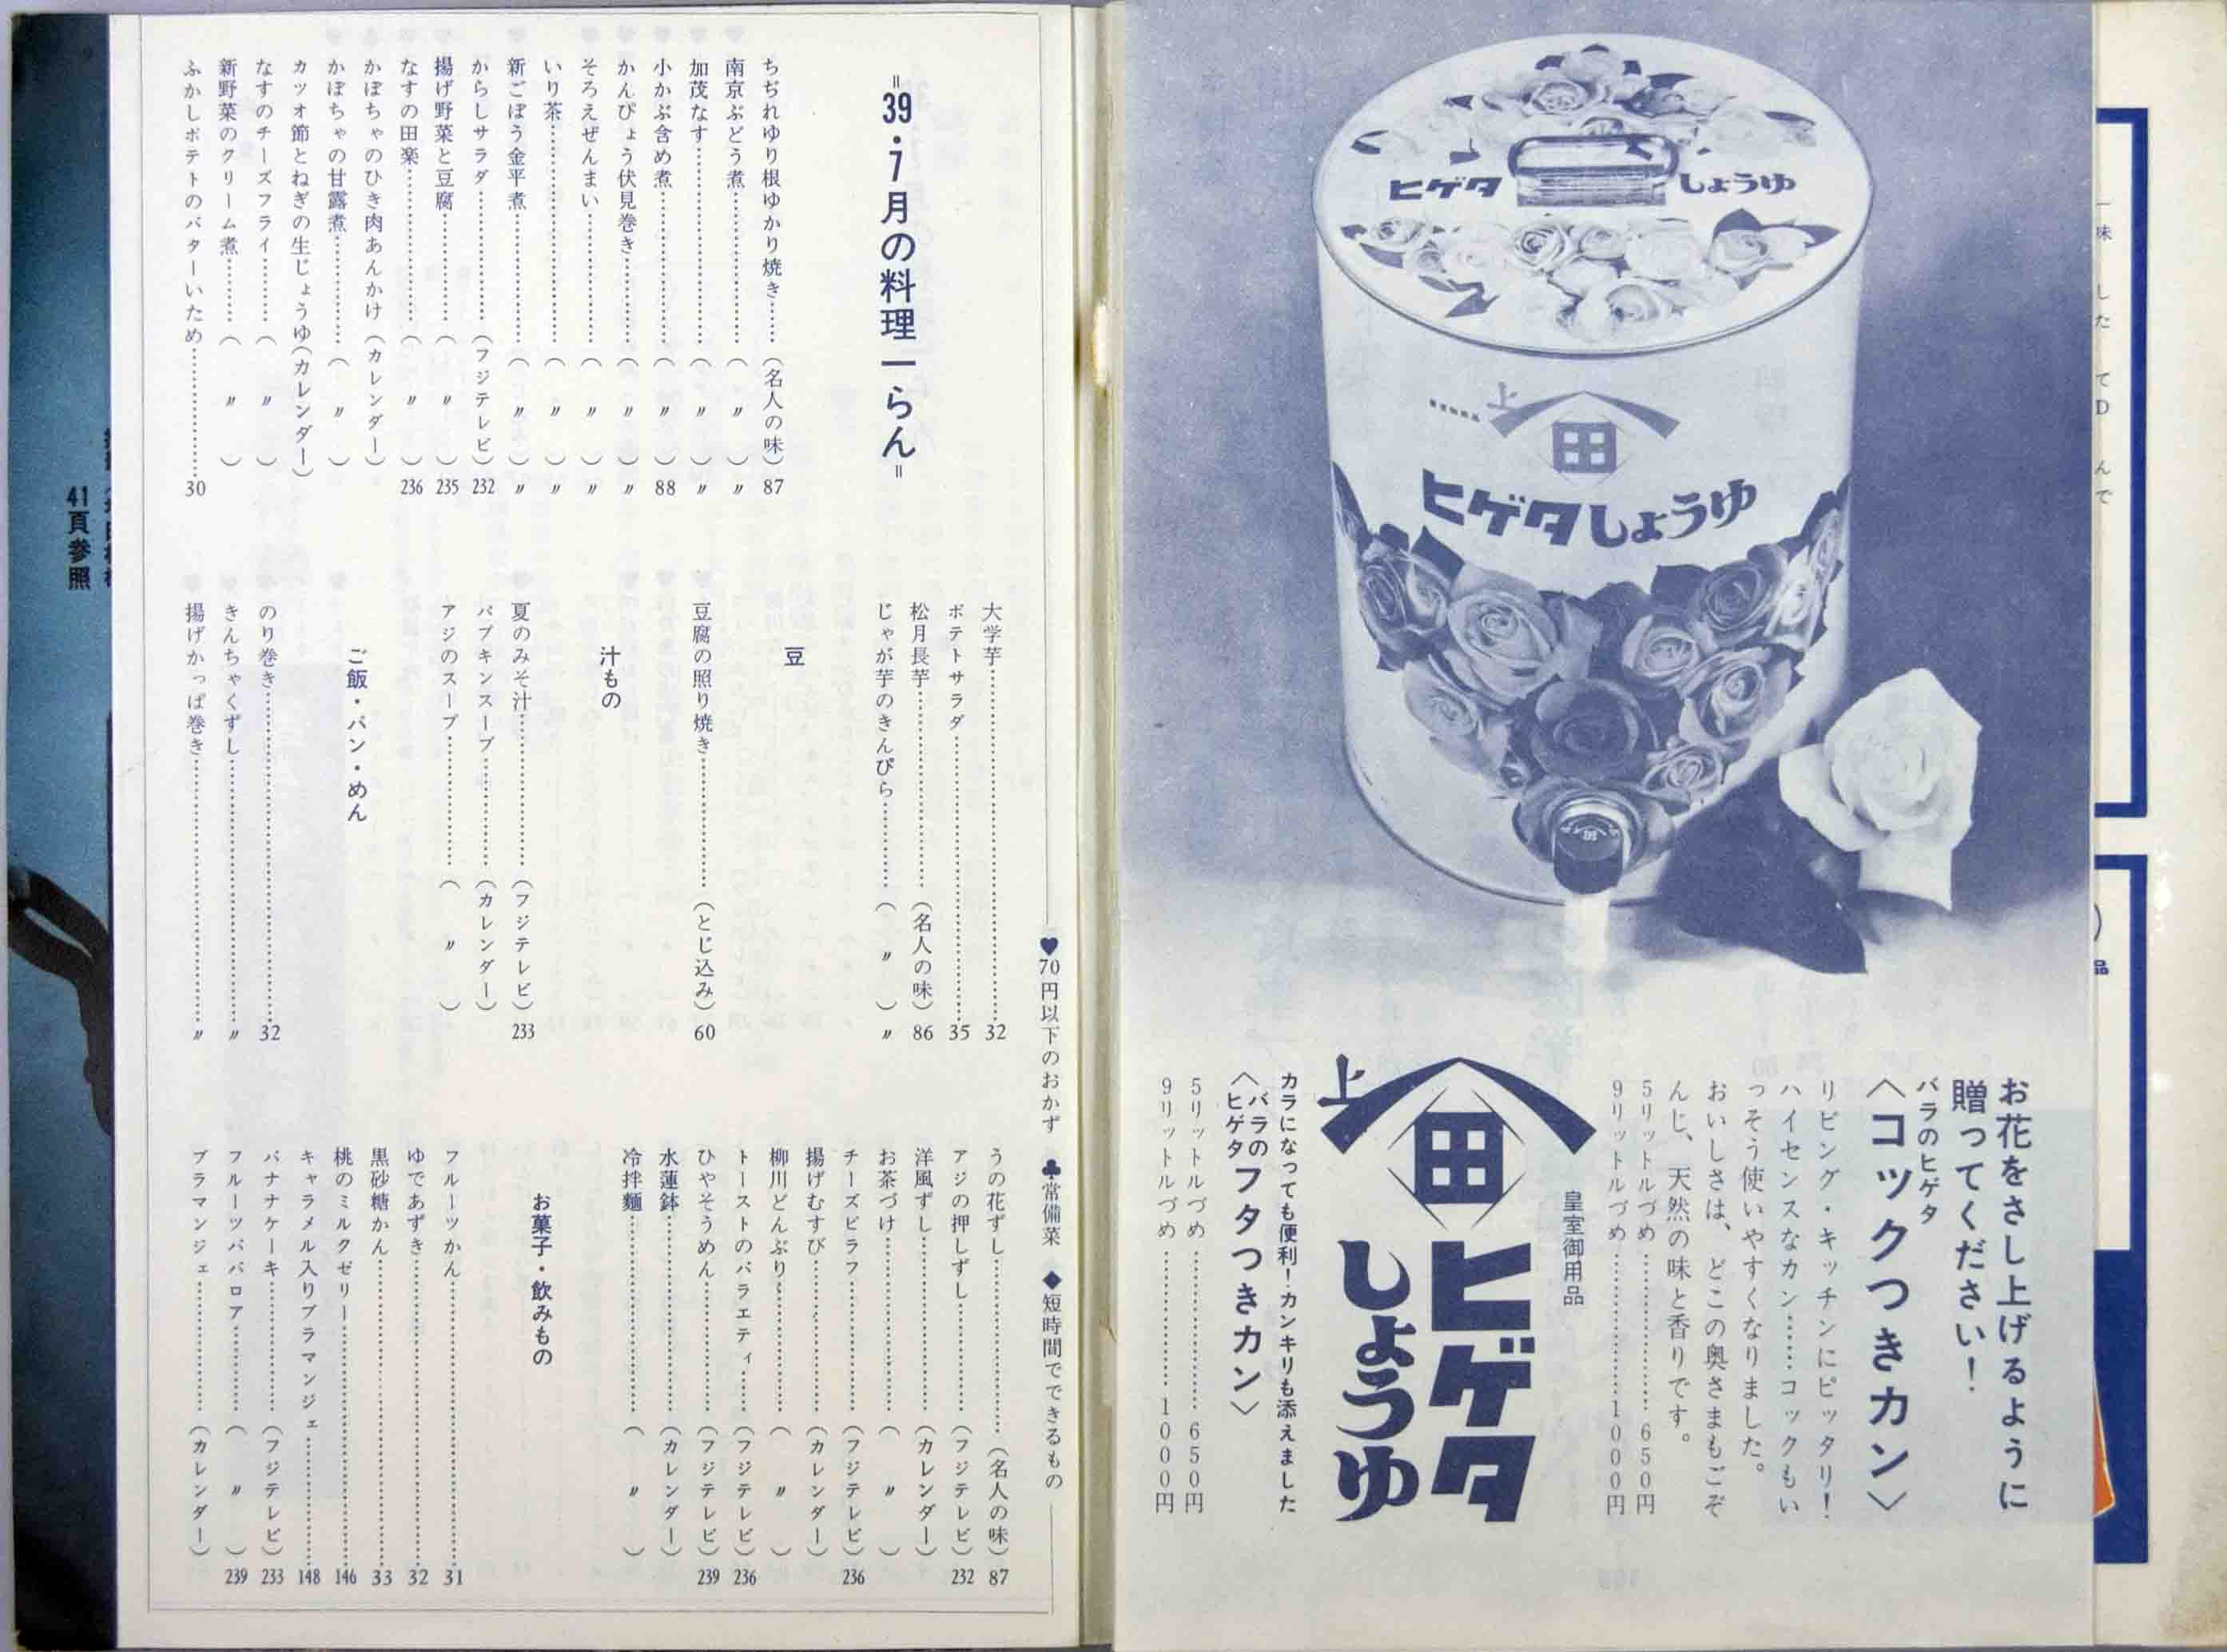 一味
した
てD
んで
品
ヒゲタ しょうゆ
上
田
ヒゲタしょうゆ
お花をさし上げるように
贈ってください!
バラのヒゲタ
〈コックつきカン〉
リビング・キッチンにピッタリ!
ハイセンスなカン……コックもい
っそう使いやすくなりました。
おいしさは、どこの奥さまもごぞ
んじ、天然の味と香りです。
5リットルづめ……………650円
9リットルづめ……………1000円
皇室御用品
上
田
ヒゲタ
しょうゆ
カラになっても便利!カンキリも添えました
〈バラのヒゲタ フタつきカン〉
5リットルづめ……………650円
9リットルづめ……………1000円
♥70円以下のおかず ♣常備菜 ◆短時間でできるもの
=39・7月の料理一らん=
ちぢれゆり根ゆかり焼き……(名人の味)87
南京ぶどう煮……………(〃)〃
加茂なす……………(〃)〃
小かぶ含め煮……………(〃)88
かんぴょう伏見巻き……………(〃)〃
そろえぜんまい……………(〃)〃
いり茶……………(〃)〃
新ごぼう金平煮……………(〃)〃
からしサラダ……………(フジテレビ)232
揚げ野菜と豆腐……………(〃)235
なすの田楽……………(〃)236
かぼちゃのひき肉あんかけ(カレンダー)
かぼちゃの甘露煮……………(〃)
カツオ節とねぎの生じょうゆ(カレンダー)
なすのチーズフライ………(〃)
新野菜のクリーム煮………(〃)
ふかしポテトのバターいため……………30
大学芋……………32
ポテトサラダ……………35
松月長芋……………(名人の味)86
じゃが芋のきんぴら………(〃)〃
豆
豆腐の照り焼き……………(とじ込み)60
汁もの
夏のみそ汁……………(フジテレビ)233
パプキンスープ…………(カレンダー)
アジのスープ……………(〃)
ご飯・パン・めん
のり巻き……………32
きんちゃくずし……………〃
揚げかっぱ巻き……………〃
うの花ずし……………(名人の味)87
アジの押しずし…………(フジテレビ)232
洋風ずし……………(カレンダー)
お茶づけ……………(〃)
チーズピラフ……………(フジテレビ)236
揚げむすび……………(カレンダー)
柳川どんぶり……………(〃)
トーストのバラエティ……(フジテレビ)236
ひやそうめん……………(フジテレビ)239
水蓮鉢……………(カレンダー)
冷拌麵……………(〃)
お菓子・飲みもの
フルーツかん……………31
ゆであずき……………32
黒砂糖かん……………33
桃のミルクゼリー……………146
キャラメル入りブラマンジェ……………148
バナナケーキ……………(フジテレビ)233
フルーツババロア…………(〃)239
ブラマンジェ……………(カレンダー)
41頁参照